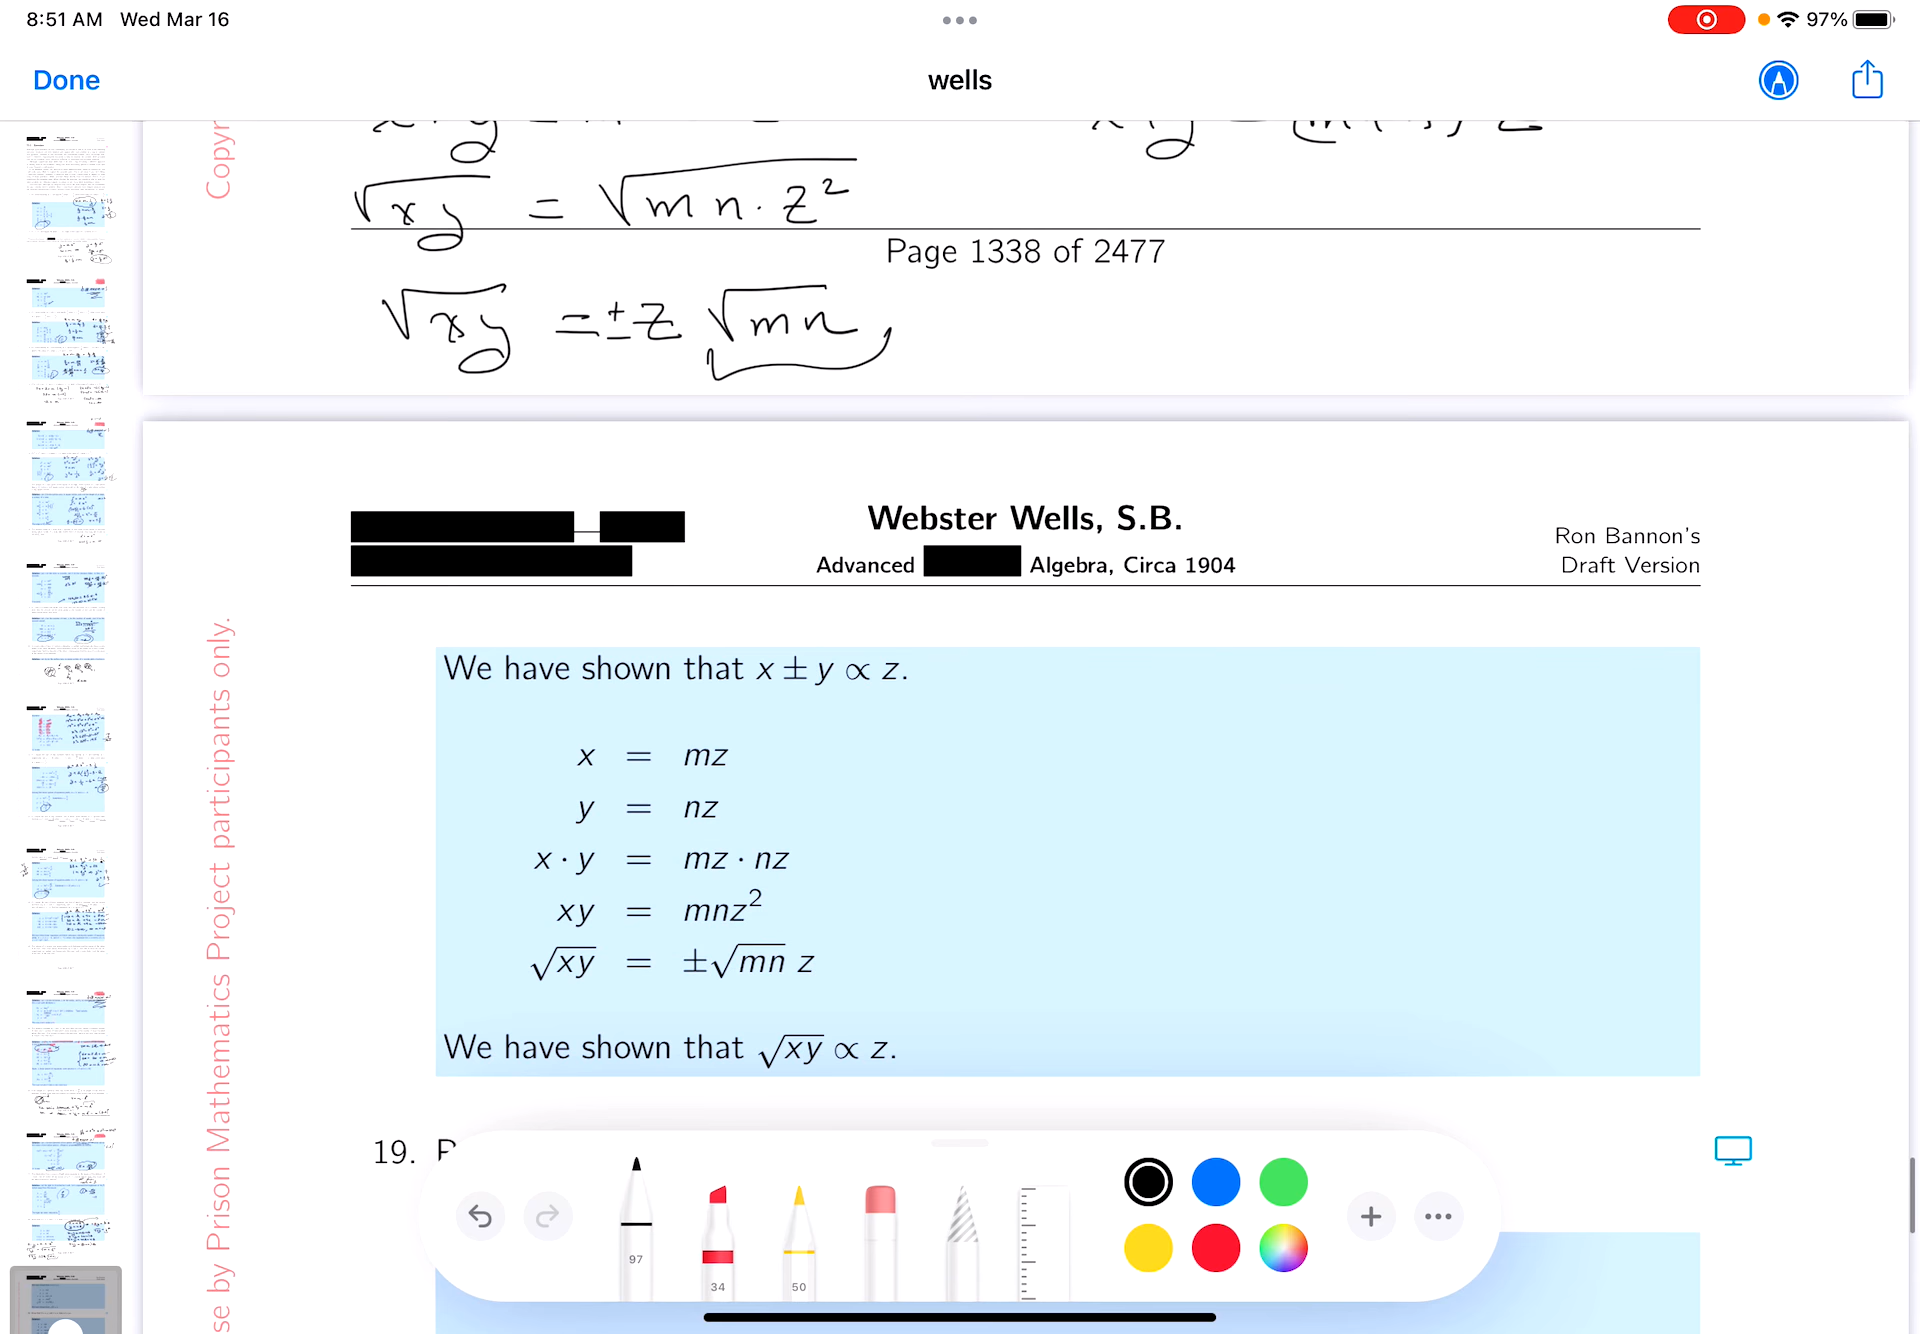 8:51 AM Wed Mar 16
97%
Done
wells
Copyr
√xy = √mn · z²
Page 1338 of 2477
√xy = ±z √mn
Webster Wells, S.B.
Advanced Algebra, Circa 1904
Ron Bannon's
Draft Version
se by Prison Mathematics Project participants only.
We have shown that x ± y ∝ z.
x = mz
y = nz
x · y = mz · nz
xy = mnz²
√xy = ±√mn z
We have shown that √xy ∝ z.
19.
97
34
50